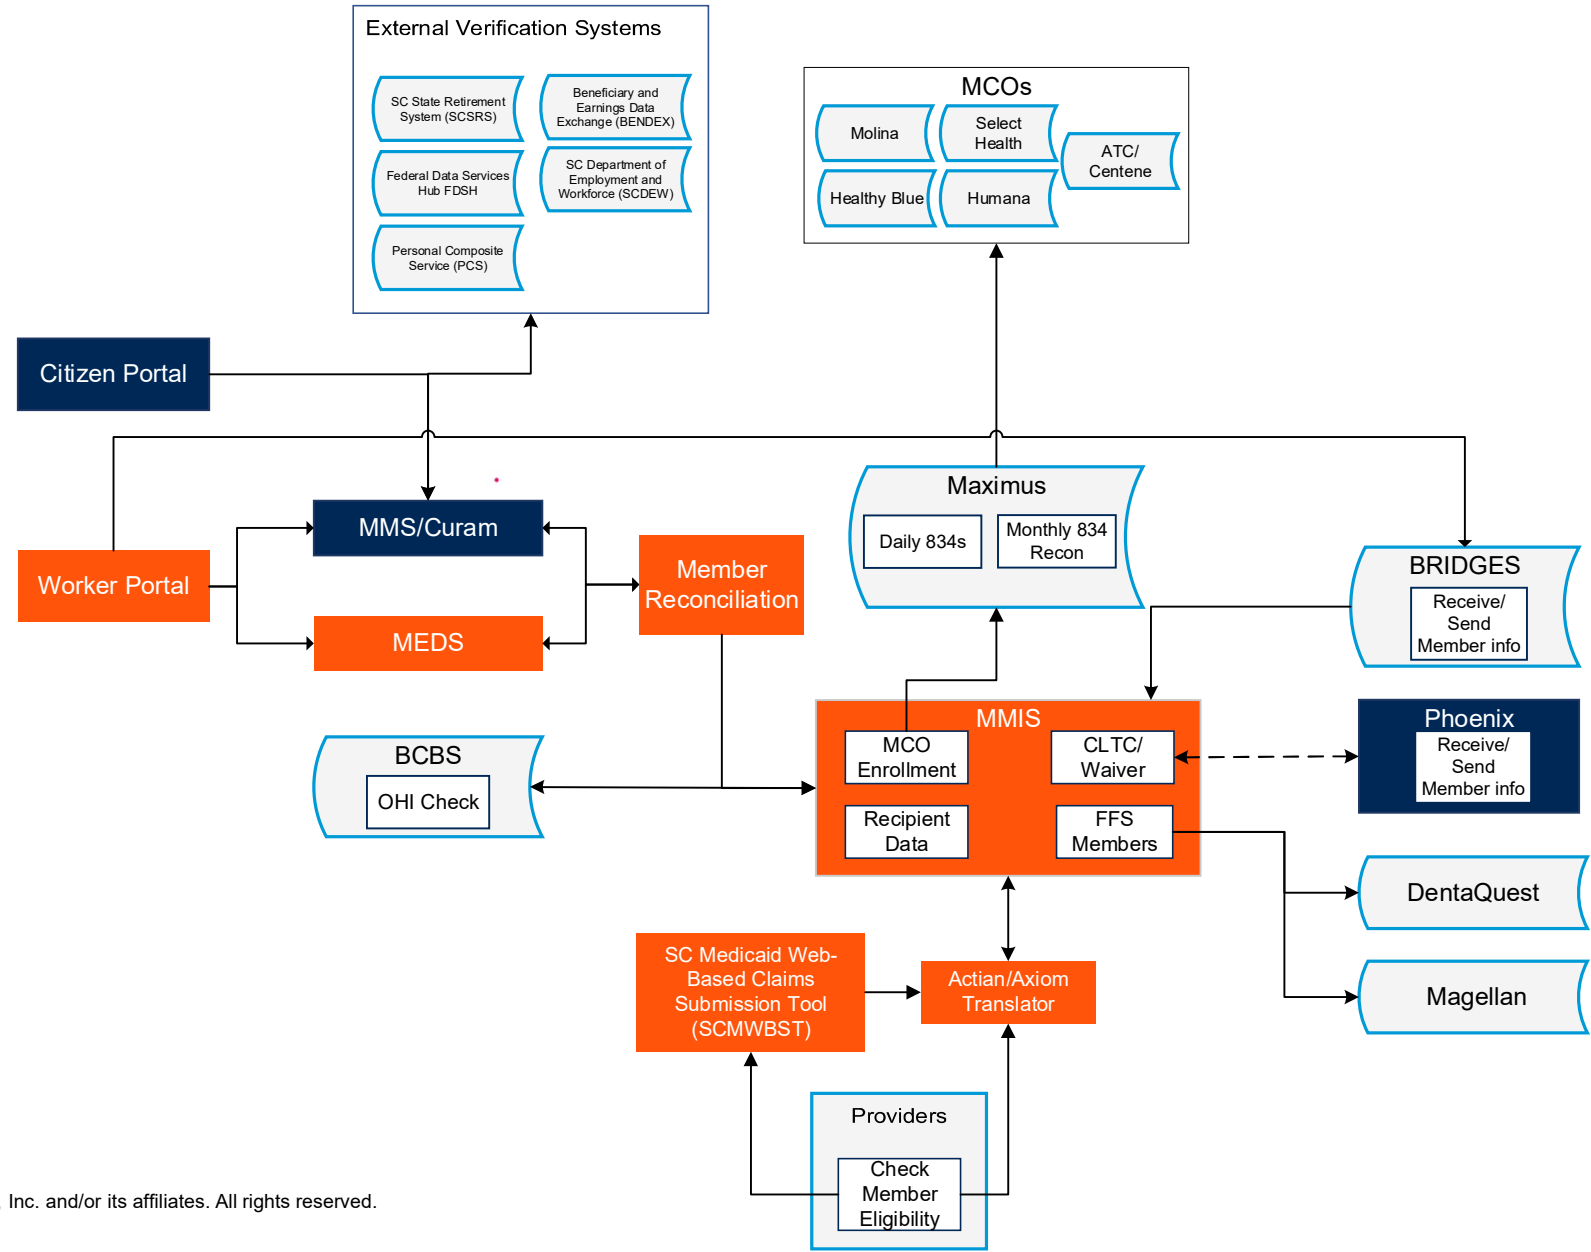 External Verification Systems
SC State Retirement
System (SCSRS)
Beneficiary and
Earnings Data
Exchange (BENDEX)
Federal Data Services
Hub FDSH
SC Department of
Employment and
Workforce (SCDEW)
Personal Composite
Service (PCS)
MCOs
Molina
Select
Health
ATC/
Centene
Healthy Blue
Humana
Citizen Portal
MMS/Curam
Worker Portal
MEDS
Member
Reconciliation
Maximus
Daily 834s
Monthly 834
Recon
BRIDGES
Receive/
Send
Member info
BCBS
OHI Check
MMIS
MCO
Enrollment
CLTC/
Waiver
Recipient
Data
FFS
Members
Phoenix
Receive/
Send
Member info
DentaQuest
Magellan
SC Medicaid Web-
Based Claims
Submission Tool
(SCMWBST)
Actian/Axiom
Translator
Providers
Check
Member
Eligibility
Inc. and/or its affiliates. All rights reserved.